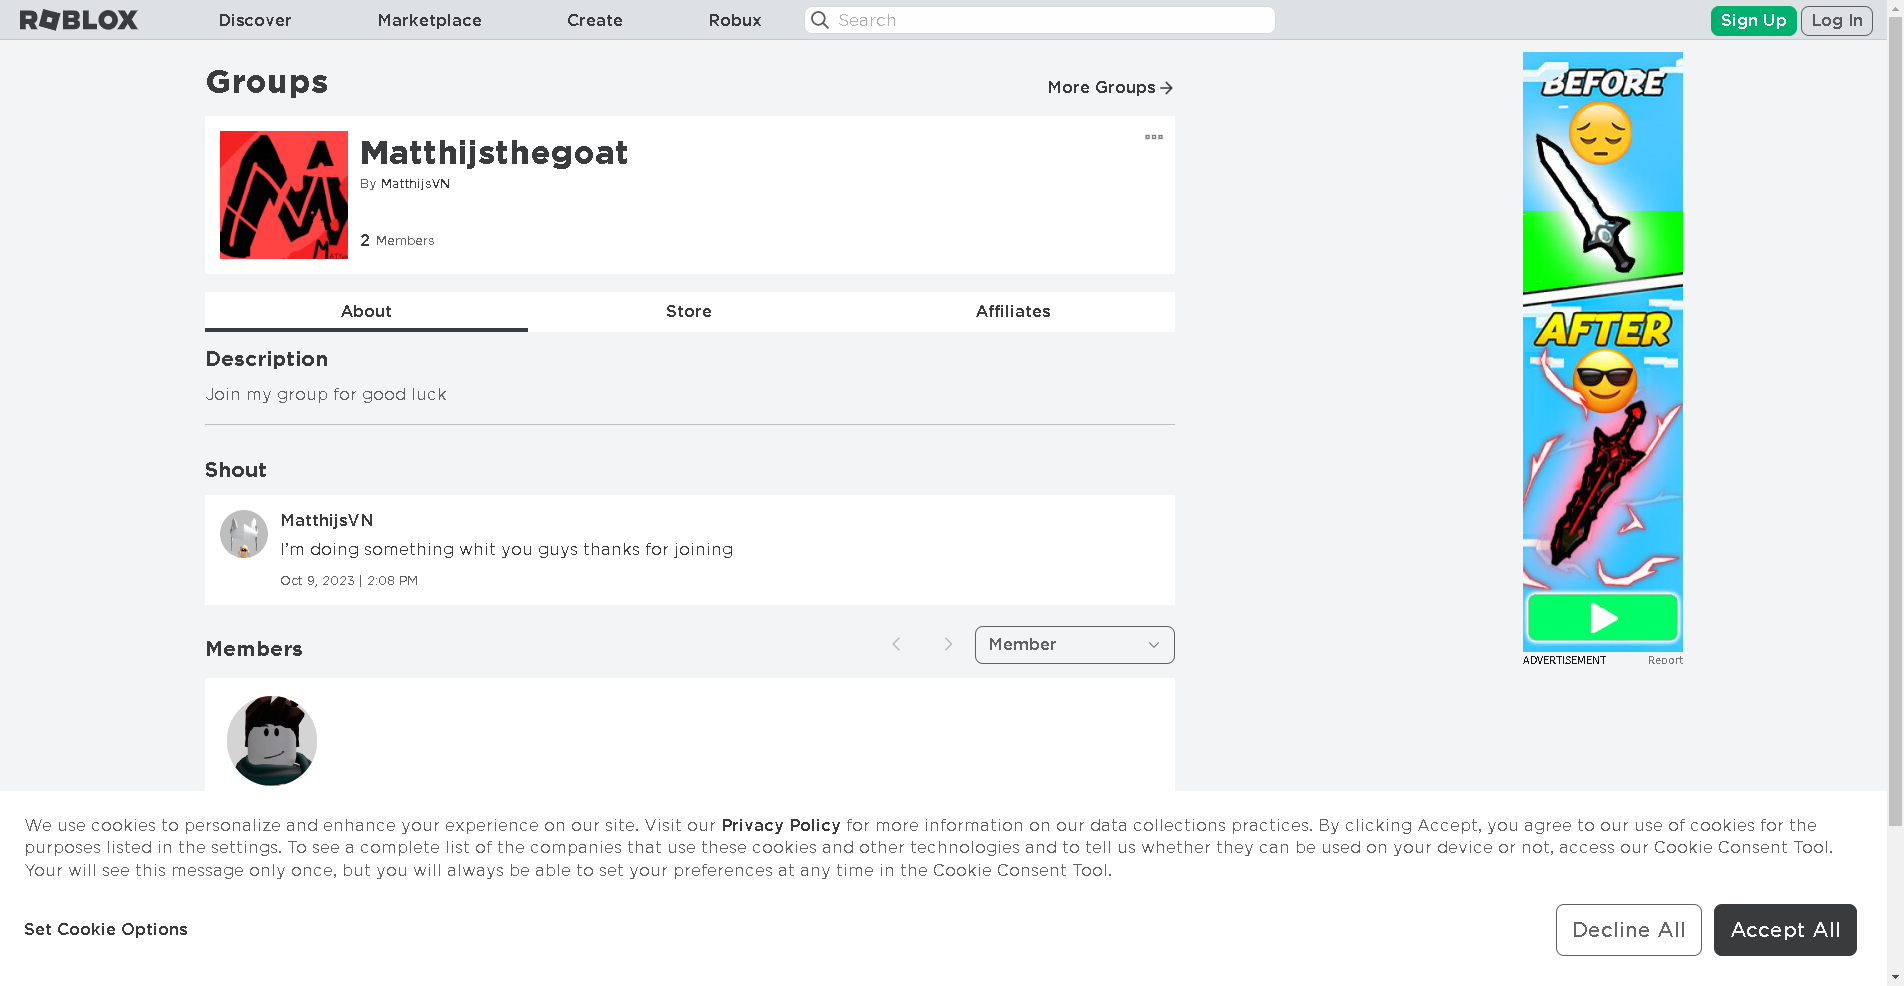 ROBLOX
Discover
Marketplace
Create
Robux
Search
Sign Up
Log In
Groups
More Groups
Matthijsthegoat
By MatthijsVN
2 Members
About
Store
Affiliates
Description
Join my group for good luck
Shout
MatthijsVN
I'm doing something whit you guys thanks for joining
Oct 9, 2023 | 2:08 PM
Members
Member
BEFORE
AFTER
ADVERTISEMENT
Report
We use cookies to personalize and enhance your experience on our site. Visit our Privacy Policy for more information on our data collections practices. By clicking Accept, you agree to our use of cookies for the
purposes listed in the settings. To see a complete list of the companies that use these cookies and other technologies and to tell us whether they can be used on your device or not, access our Cookie Consent Tool.
Your will see this message only once, but you will always be able to set your preferences at any time in the Cookie Consent Tool.
Set Cookie Options
Decline All
Accept All